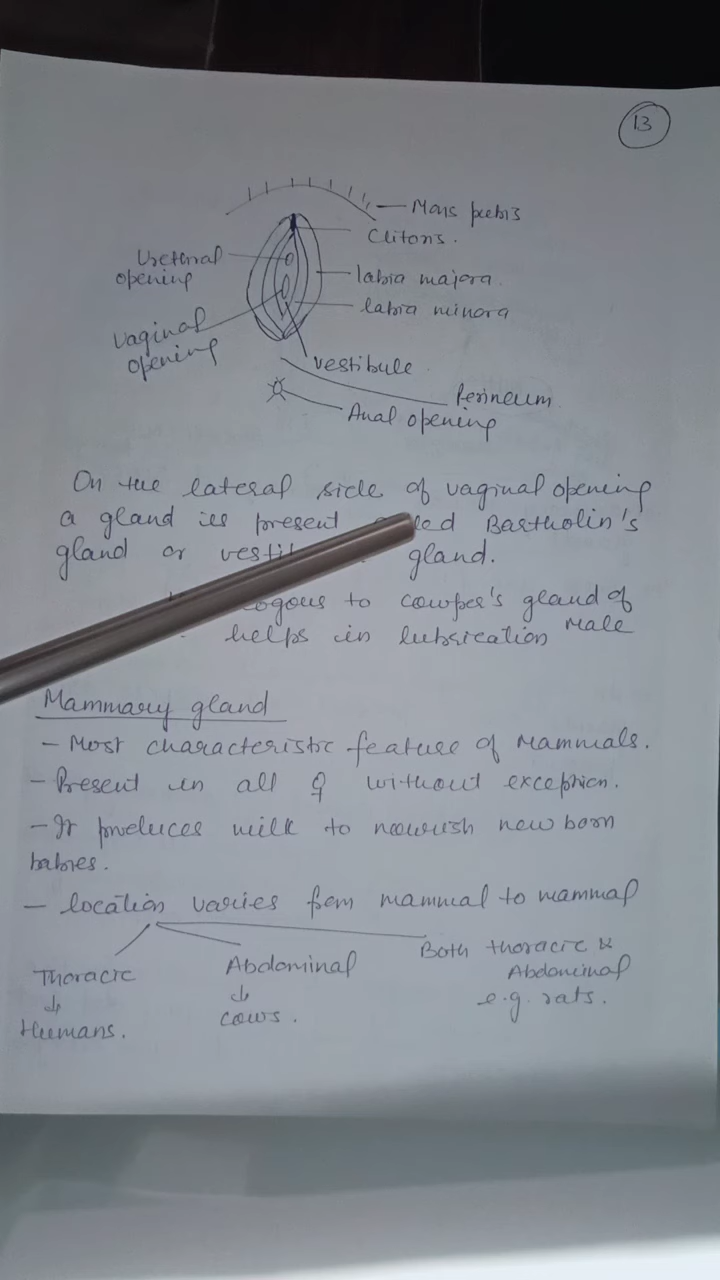 13
Mons pubis
Clitoris.
Urethral
opening
labia majora.
labia minora
vaginal
opening
vestibule
Perineum
Anal opening
On the lateral side of vaginal opening
a gland is present Bartholin's
gland or gland.
to cowper's gland of
helps in lubrication male
Mammary gland
- Most characteristic feature of Mammals.
- Present in all ♀ without exception.
- It produces milk to nourish new born
babies.
- location varies from mammal to mammal
Thoracic
↓
Humans.
Abdominal
↓
cows.
Both thoracic &
Abdominal
e.g. rats.